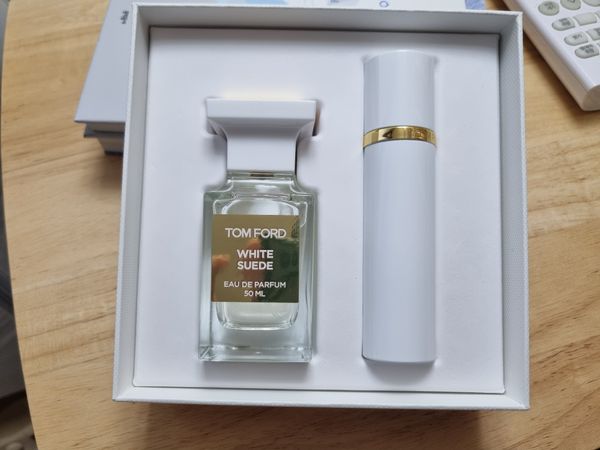 TOM FORD
WHITE
SUEDE
EAU DE PARFUM
50 ML